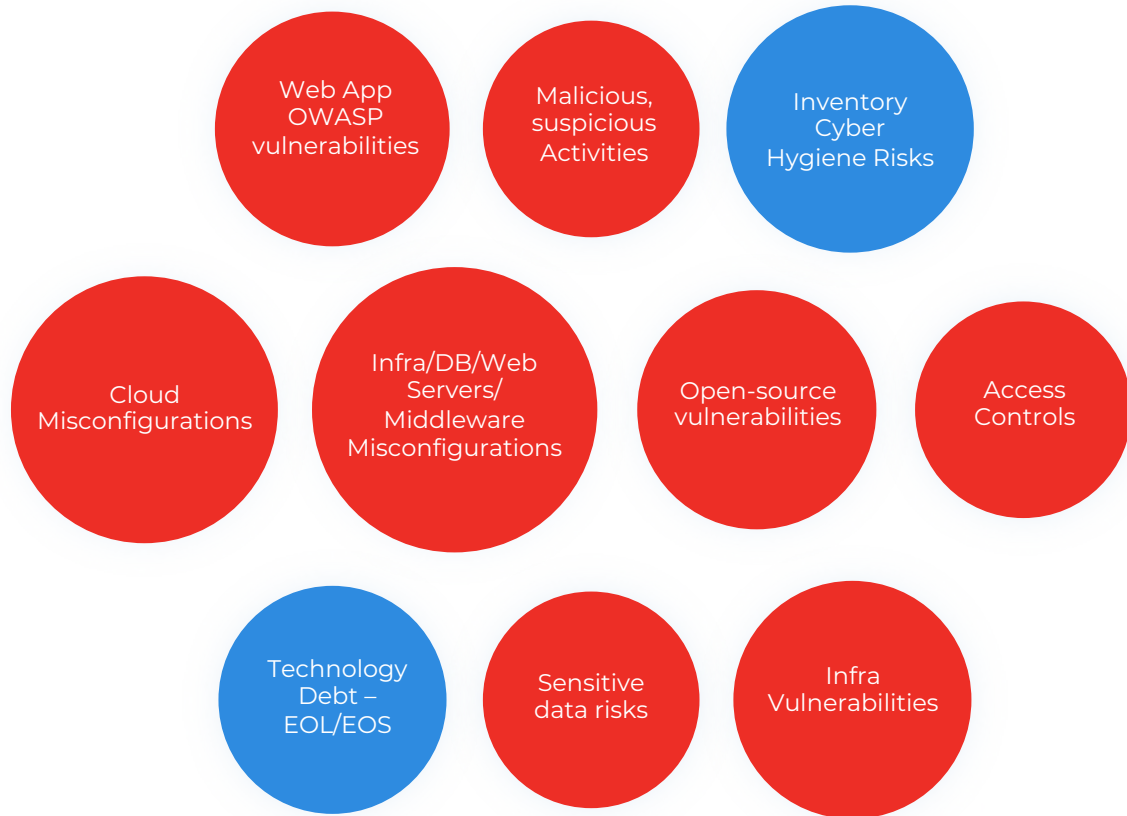 Web App
OWASP
vulnerabilities
Malicious,
suspicious
Activities
Inventory
Cyber
Hygiene Risks
Cloud
Misconfigurations
Infra/DB/Web
Servers/
Middleware
Misconfigurations
Open-source
vulnerabilities
Access
Controls
Technology
Debt –
EOL/EOS
Sensitive
data risks
Infra
Vulnerabilities